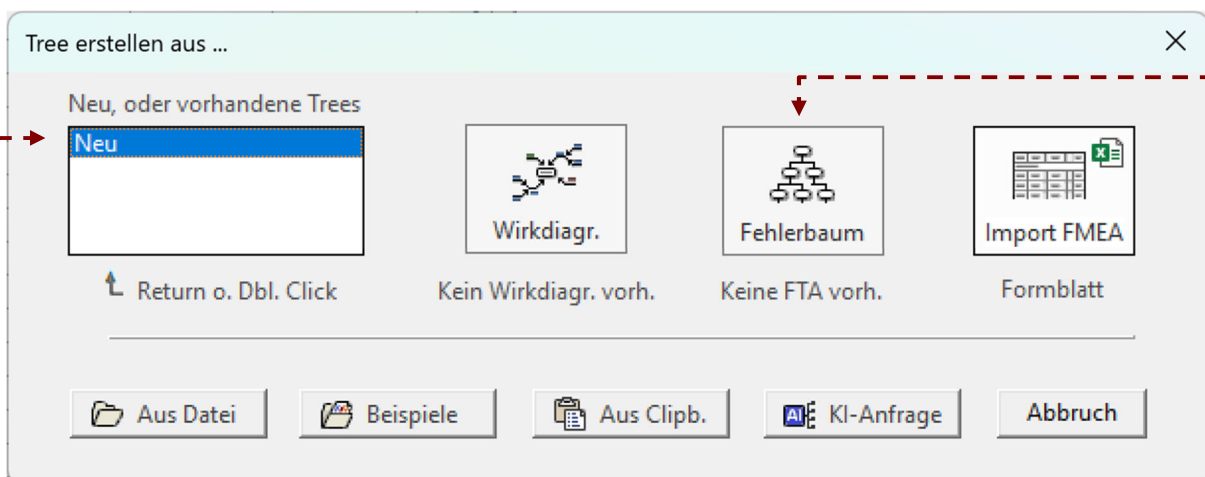 Tree erstellen aus ...
Neu, oder vorhandene Trees
Neu
Wirkdiagr.
Fehlerbaum
Import FMEA
Return o. Dbl. Click
Kein Wirkdiagr. vorh.
Keine FTA vorh.
Formblatt
Aus Datei
Beispiele
Aus Clipb.
AI
KI-Anfrage
Abbruch